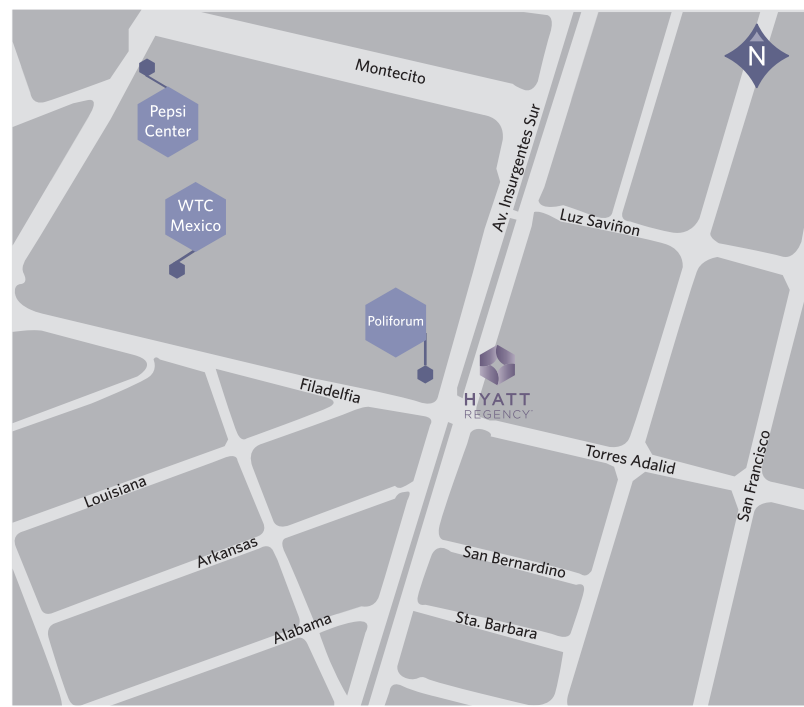 N
Montecito
Pepsi
Center
Av. Insurgentes Sur
WTC
Mexico
Luz Saviñon
Poliforum
HYATT
REGENCY
Filadelfia
Torres Adalid
San Francisco
Louisiana
Arkansas
San Bernardino
Alabama
Sta. Barbara